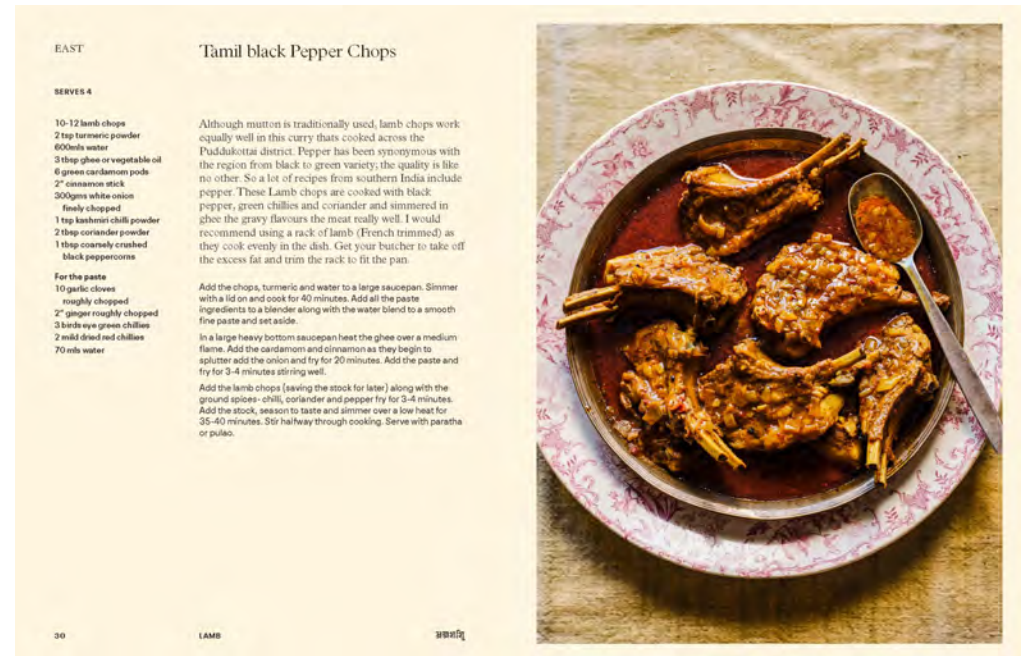 EAST
Tamil black Pepper Chops
SERVES 4
10-12 lamb chops
2 tsp turmeric powder
600mls water
3 tbsp ghee or vegetable oil
6 green cardamom pods
2" cinnamon stick
300gms white onion
finely chopped
1 tsp kashmiri chilli powder
2 tbsp coriander powder
1 tbsp coarsely crushed
black peppercorns
For the paste
10 garlic cloves
roughly chopped
2" ginger roughly chopped
3 birds eye green chillies
2 mild dried red chillies
70 mls water
Although mutton is traditionally used, lamb chops work
equally well in this curry thats cooked across the
Puddukottai district. Pepper has been synonymous with
the region from black to green variety; the quality is like
no other. So a lot of recipes from southern India include
pepper. These Lamb chops are cooked with black
pepper, green chillies and coriander and simmered in
ghee the gravy flavours the meat really well. I would
recommend using a rack of lamb (French trimmed) as
they cook evenly in the dish. Get your butcher to take off
the excess fat and trim the rack to fit the pan.
Add the chops, turmeric and water to a large saucepan. Simmer
with a lid on and cook for 40 minutes. Add all the paste
ingredients to a blender along with the water blend to a smooth
fine paste and set aside.
In a large heavy bottom saucepan heat the ghee over a medium
flame. Add the cardamom and cinnamon as they begin to
splutter add the onion and fry for 20 minutes. Add the paste and
fry for 3-4 minutes stirring well.
Add the lamb chops (saving the stock for later) along with the
ground spices- chilli, coriander and pepper fry for 3-4 minutes.
Add the stock, season to taste and simmer over a low heat for
35-40 minutes. Stir halfway through cooking. Serve with paratha
or pulao.
30
LAMB